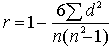 r = 1 − 6∑d² / n(n²−1)